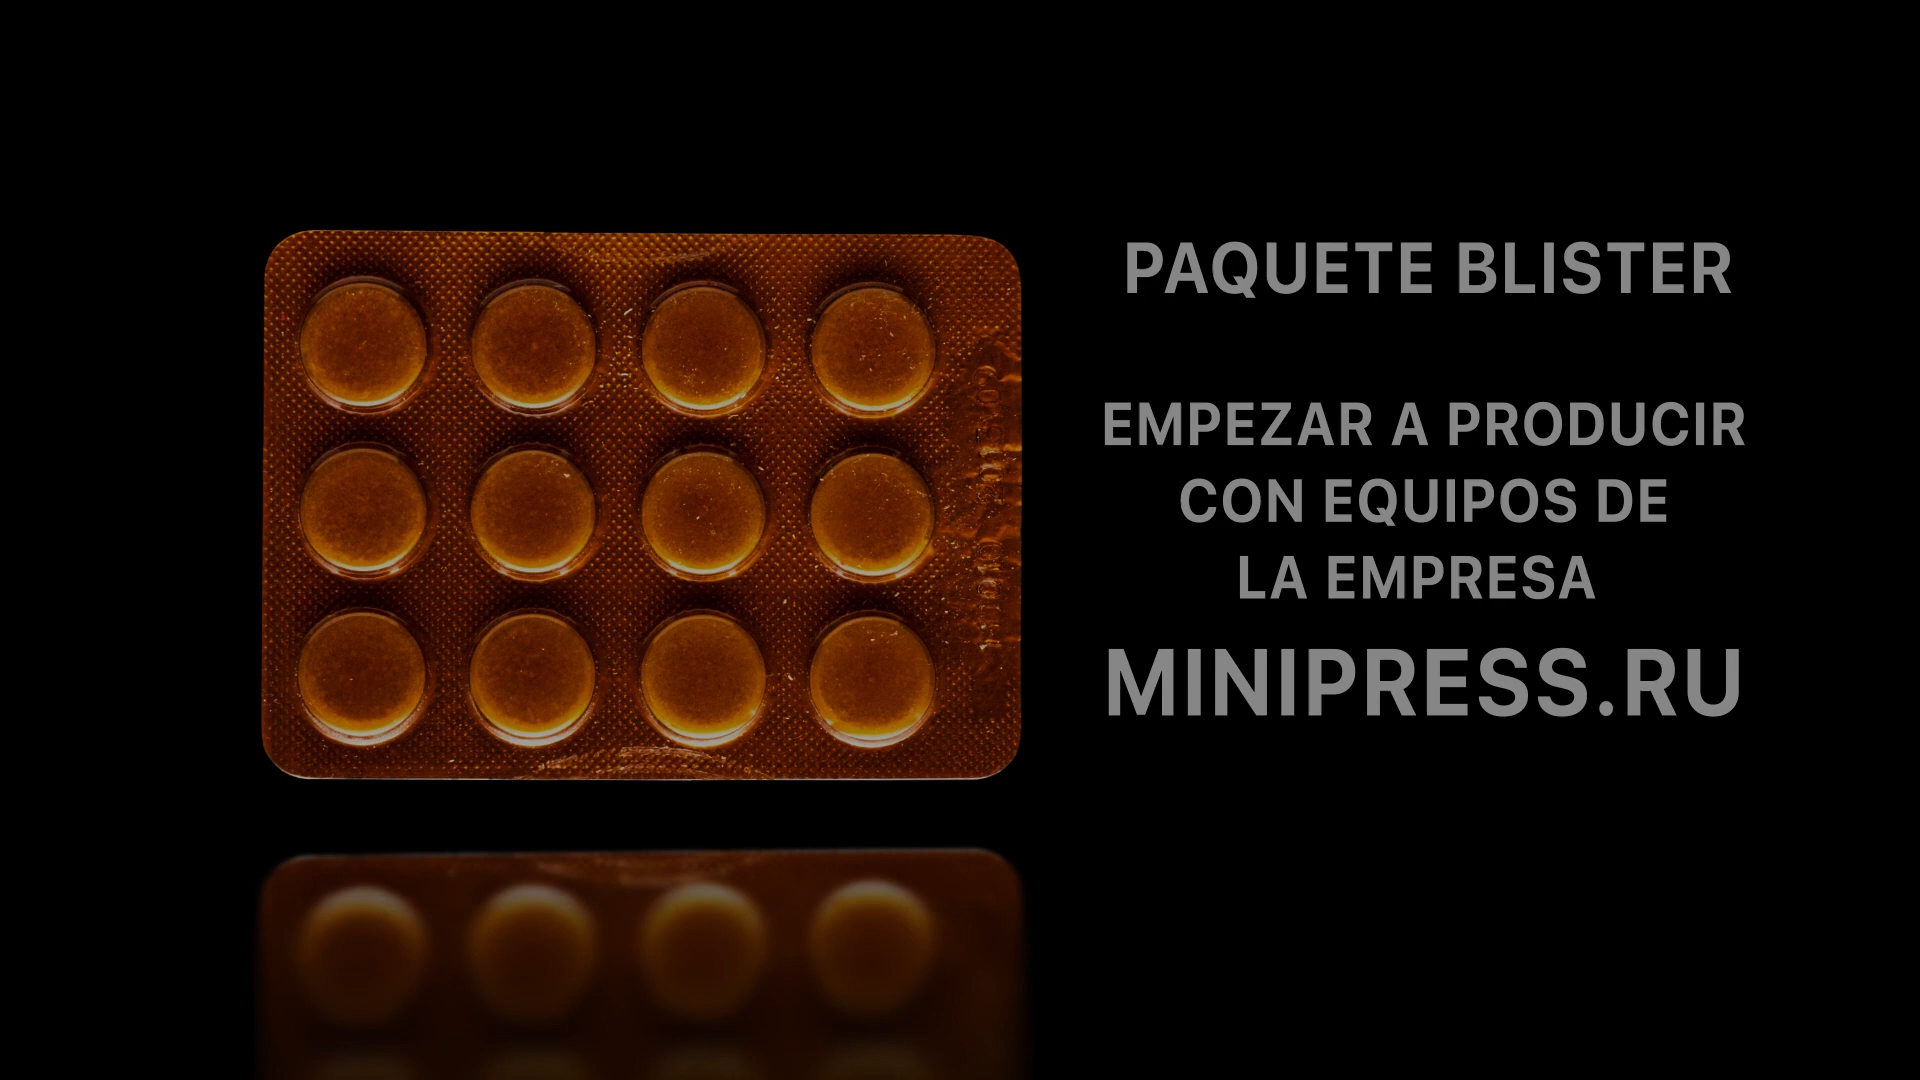 PAQUETE BLISTER
EMPEZAR A PRODUCIR
CON EQUIPOS DE
LA EMPRESA
MINIPRESS.RU